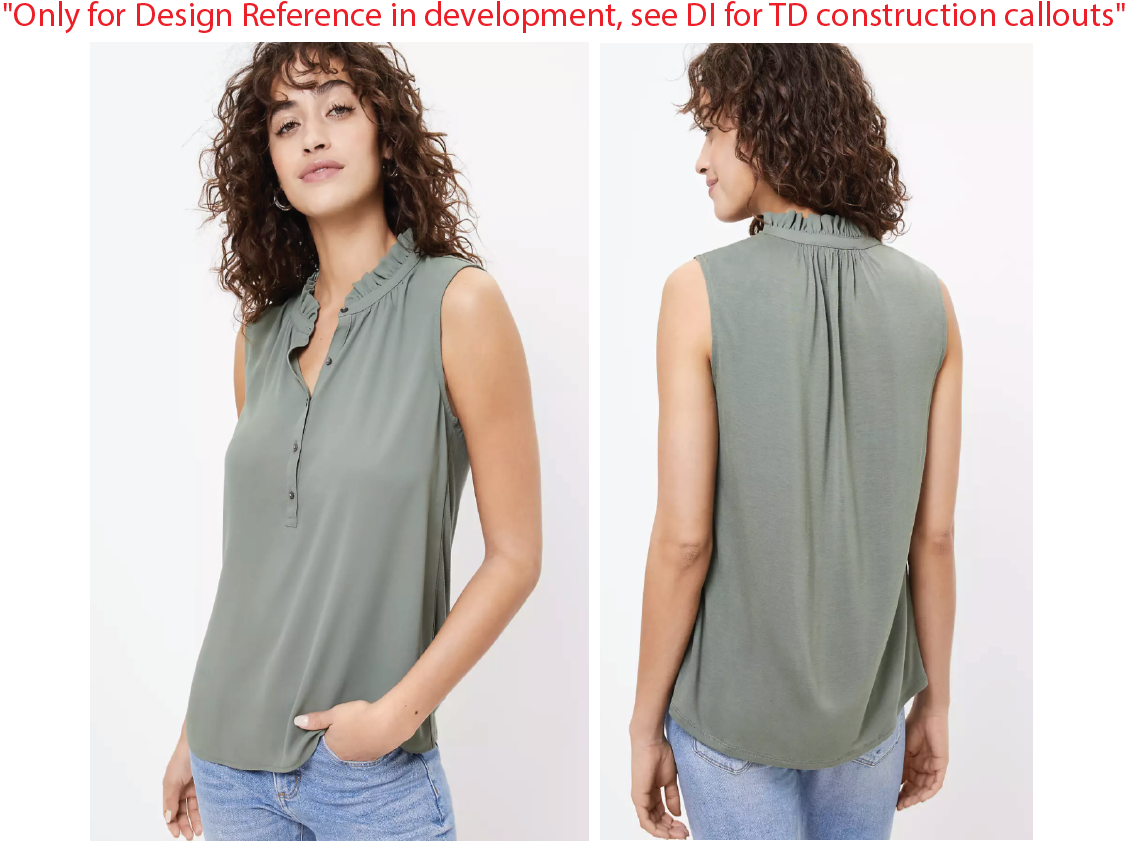 "Only for Design Reference in development, see DI for TD construction callouts"